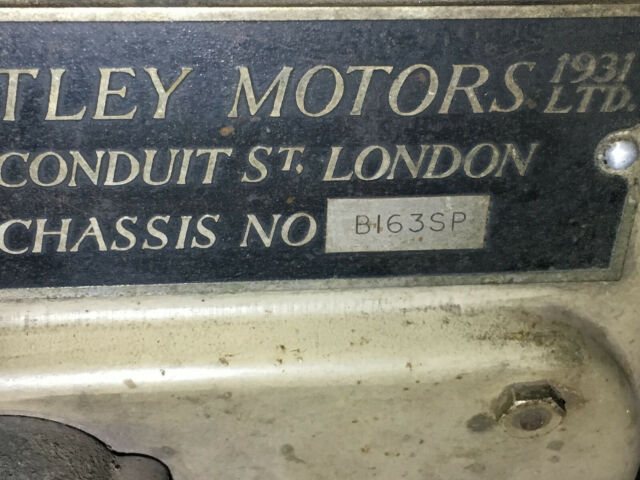 TLEY MOTORS 1931 LTD.
CONDUIT ST. LONDON
CHASSIS NO B163SP